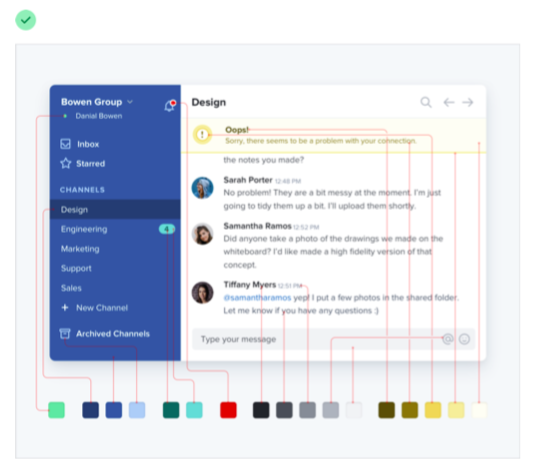 Bowen Group
Danial Bowen
Inbox
Starred
CHANNELS
Design
Engineering 4
Marketing
Support
Sales
+ New Channel
Archived Channels
Design
Oops!
Sorry, there seems to be a problem with your connection.
the notes you made?
Sarah Porter 12:48 PM
No problem! They are a bit messy at the moment. I'm just
going to tidy them up a bit. I'll upload them shortly.
Samantha Ramos 12:52 PM
Did anyone take a photo of the drawings we made on the
whiteboard? I'd like made a high fidelity version of that
concept.
Tiffany Myers 12:51 PM
@samantharamos yep! I put a few photos in the shared folder.
Let me know if you have any questions :)
Type your message